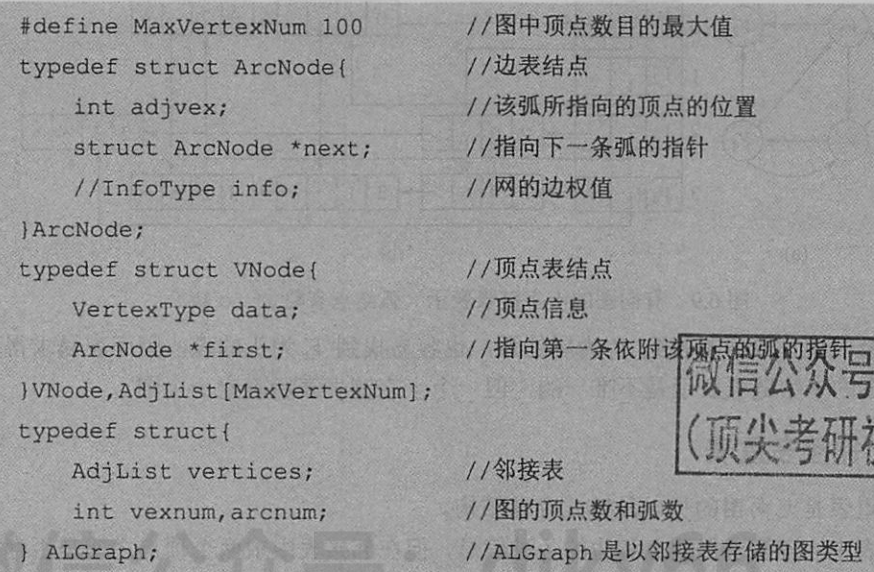 #define MaxVertexNum 100 //图中顶点数目的最大值
typedef struct ArcNode{ //边表结点
int adjvex; //该弧所指向的顶点的位置
struct ArcNode *next; //指向下一条弧的指针
//InfoType info; //网的边权值
}ArcNode;
typedef struct VNode{ //顶点表结点
VertexType data; //顶点信息
ArcNode *first; //指向第一条依附该顶点的弧的指针
}VNode,AdjList[MaxVertexNum];
typedef struct{
AdjList vertices; //邻接表
int vexnum,arcnum; //图的顶点数和弧数
} ALGraph; //ALGraph 是以邻接表存储的图类型
微信公众号
(顶尖考研